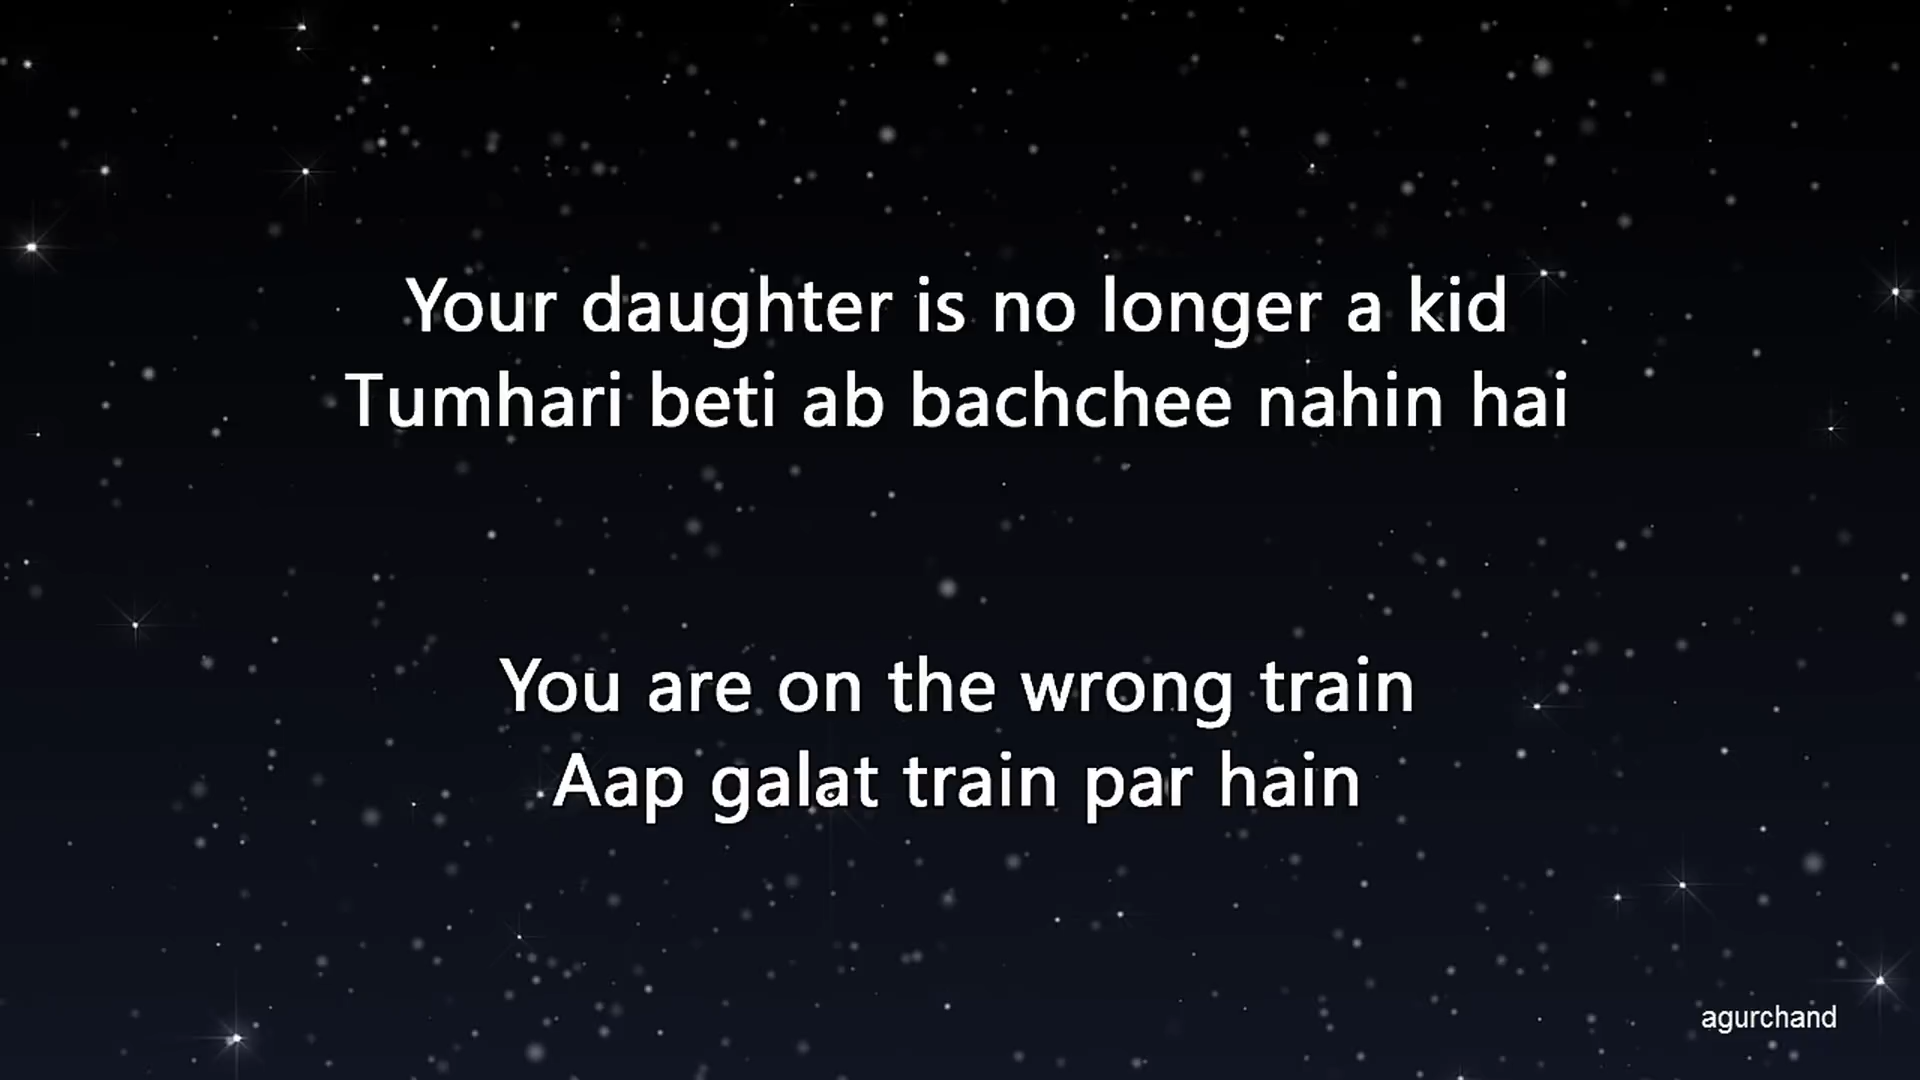 Your daughter is no longer a kid
Tumhari beti ab bachchee nahin hai
You are on the wrong train
Aap galat train par hain
agurchand